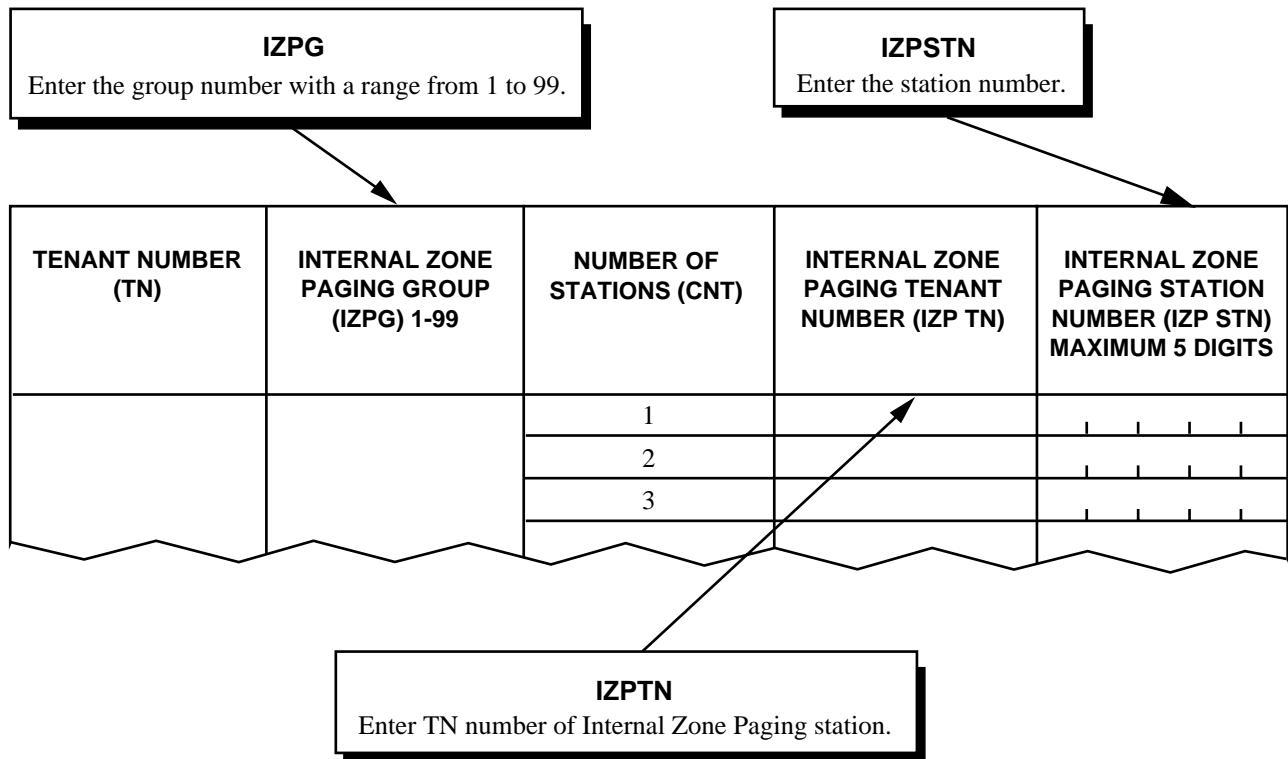 IZPG
Enter the group number with a range from 1 to 99.
IZPSTN
Enter the station number.
TENANT NUMBER
(TN)
INTERNAL ZONE
PAGING GROUP
(IZPG) 1-99
NUMBER OF
STATIONS (CNT)
INTERNAL ZONE
PAGING TENANT
NUMBER (IZP TN)
INTERNAL ZONE
PAGING STATION
NUMBER (IZP STN)
MAXIMUM 5 DIGITS
1
2
3
IZPTN
Enter TN number of Internal Zone Paging station.